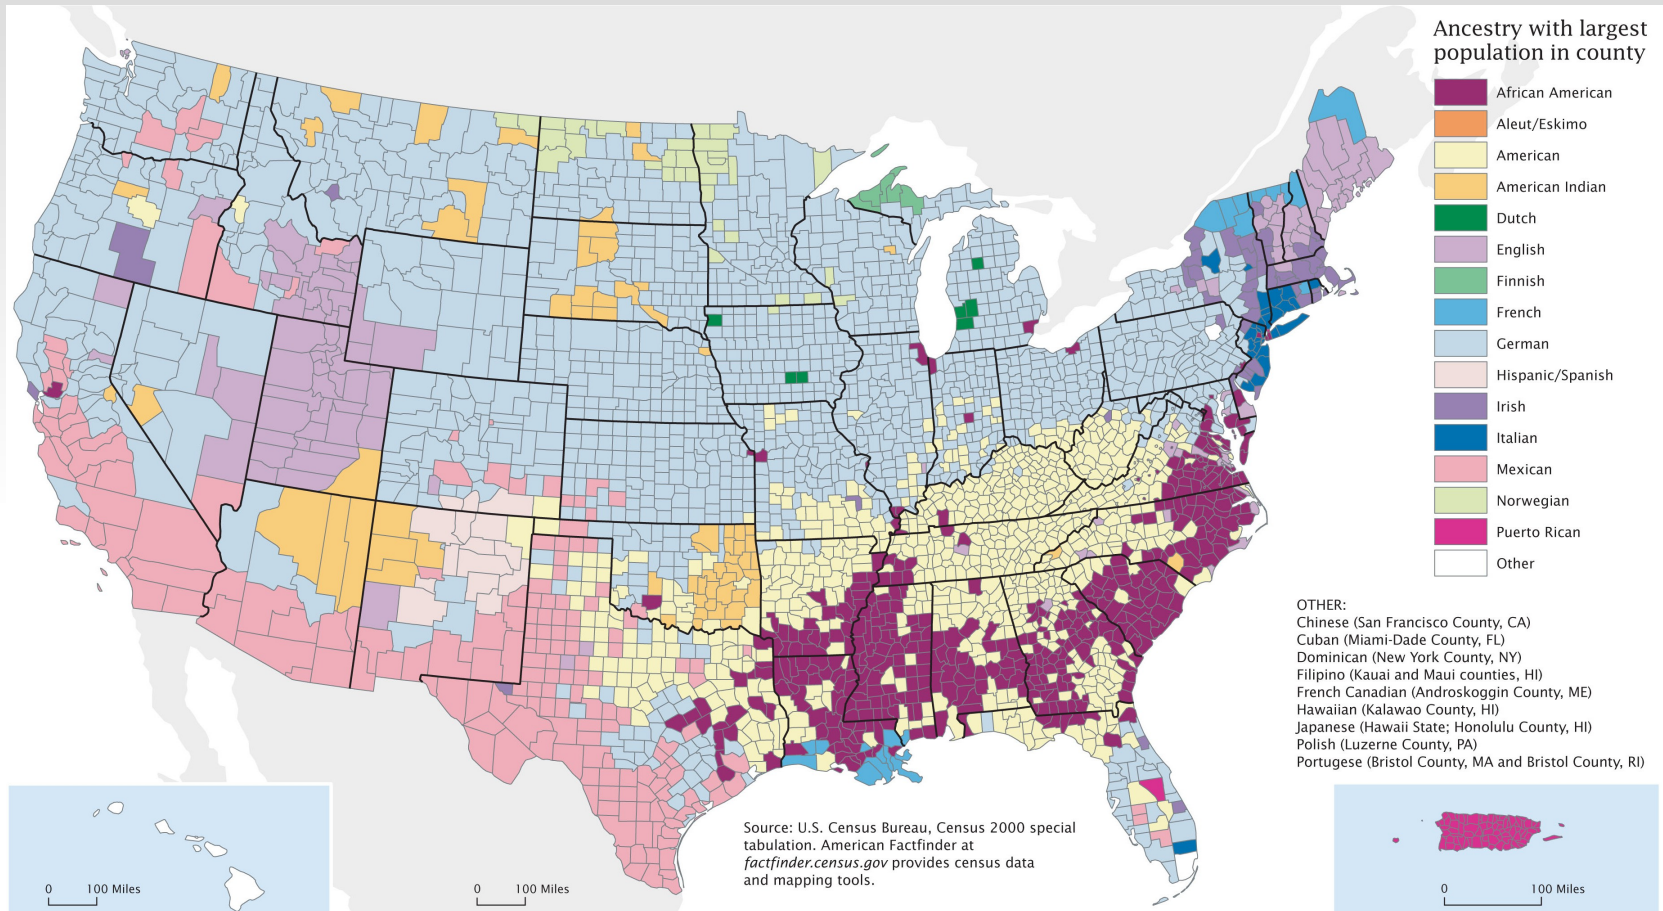 Ancestry with largest
population in county
African American
Aleut/Eskimo
American
American Indian
Dutch
English
Finnish
French
German
Hispanic/Spanish
Irish
Italian
Mexican
Norwegian
Puerto Rican
Other
OTHER:
Chinese (San Francisco County, CA)
Cuban (Miami-Dade County, FL)
Dominican (New York County, NY)
Filipino (Kauai and Maui counties, HI)
French Canadian (Androskoggin County, ME)
Hawaiian (Kalawao County, HI)
Japanese (Hawaii State; Honolulu County, HI)
Polish (Luzerne County, PA)
Portugese (Bristol County, MA and Bristol County, RI)
Source: U.S. Census Bureau, Census 2000 special
tabulation. American Factfinder at
factfinder.census.gov provides census data
and mapping tools.
0 100 Miles
0 100 Miles
0 100 Miles